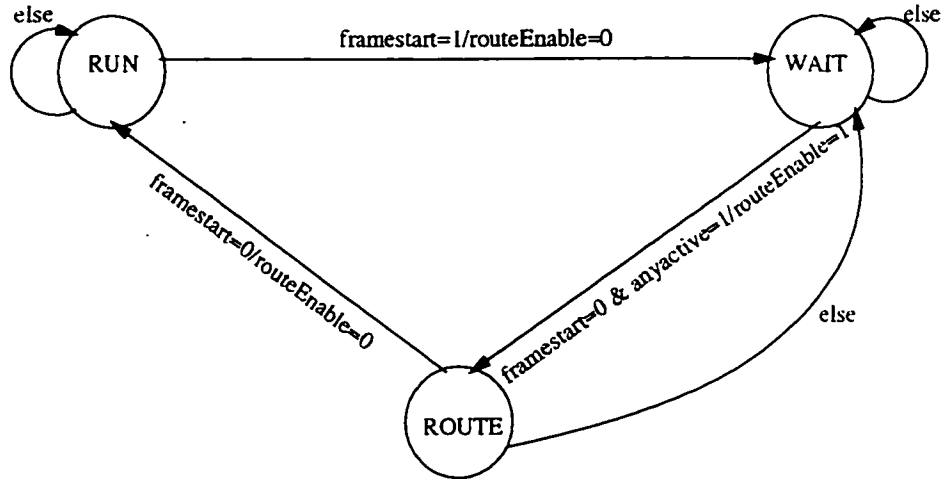 else
else
framestart=1/routeEnable=0
RUN
WAIT
framestart=0/routeEnable=0
framestart=0 & anyactive=1/routeEnable=1
else
ROUTE